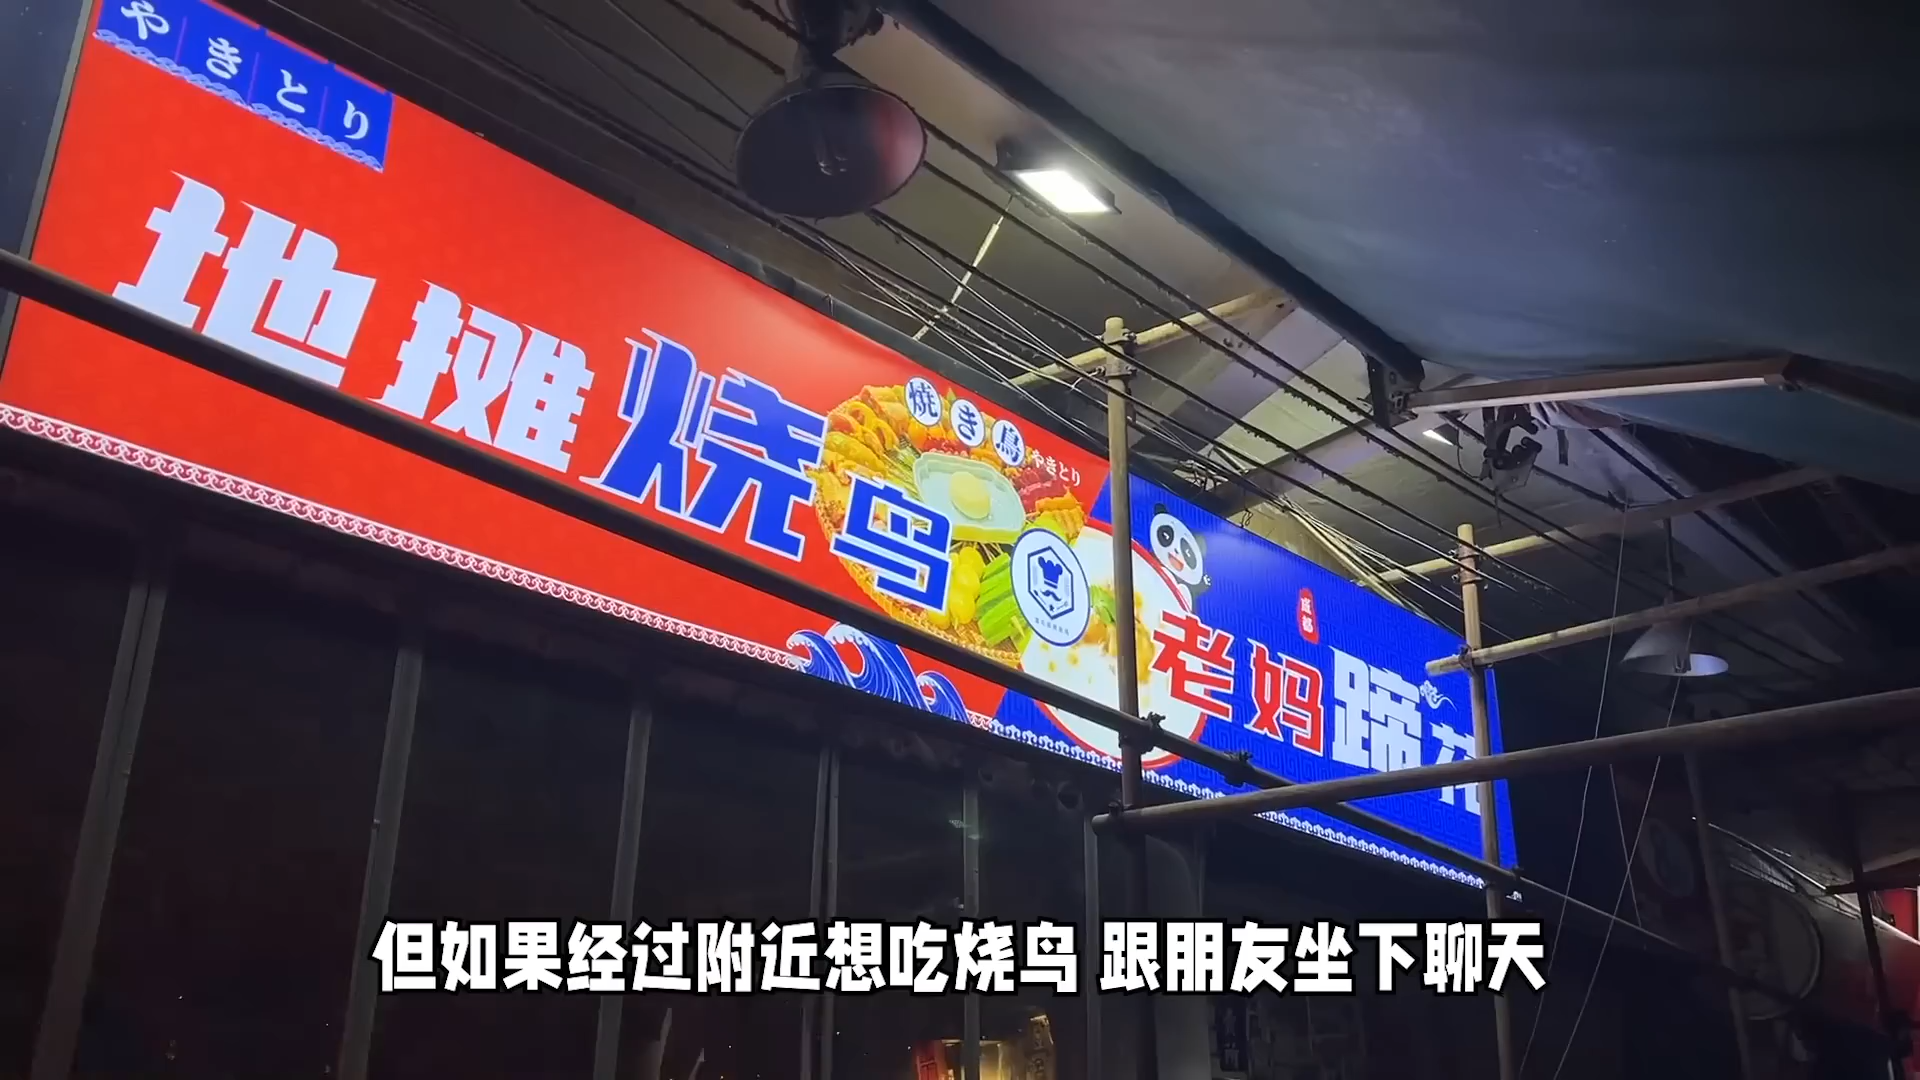 やきとり
地摊烧鸟
焼き鳥
やきとり
成都
老妈蹄花
但如果经过附近想吃烧鸟 跟朋友坐下聊天